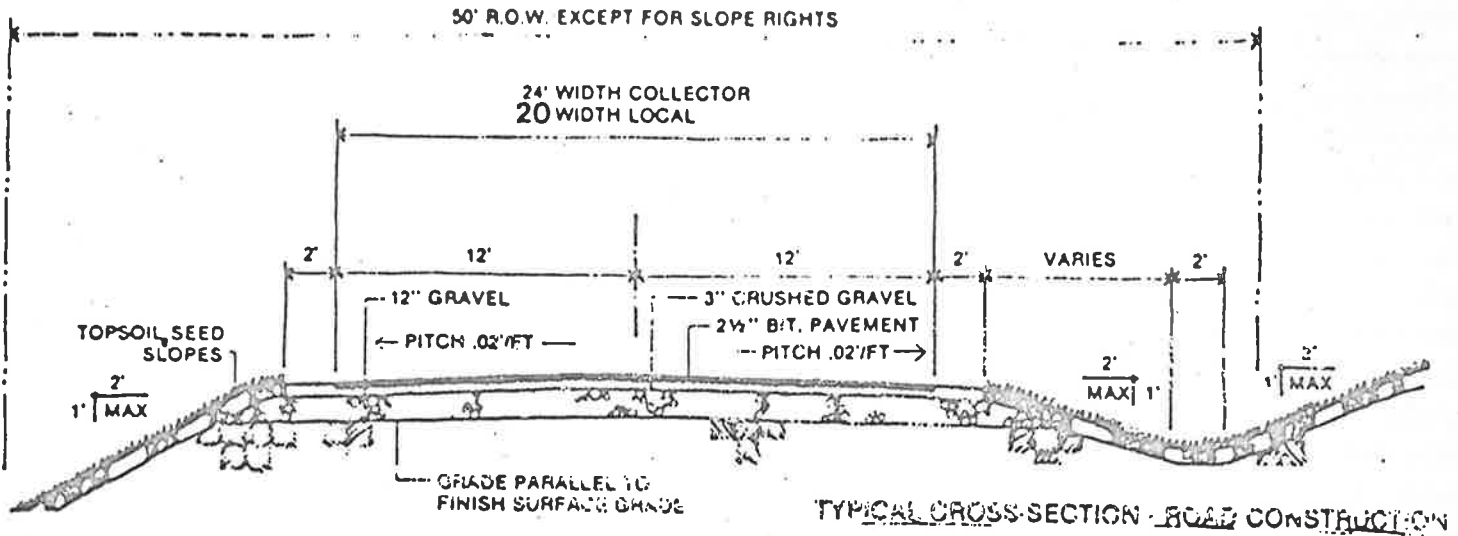 50' R.O.W. EXCEPT FOR SLOPE RIGHTS
24' WIDTH COLLECTOR
20 WIDTH LOCAL
2' 12' 12' 2' VARIES 2'
12" GRAVEL
3" CRUSHED GRAVEL
2½" BIT. PAVEMENT
TOPSOIL, SEED
SLOPES
← PITCH .02'/FT
PITCH .02'/FT →
2'
1' MAX
2'
MAX 1'
2'
1' MAX
GRADE PARALLEL TO
FINISH SURFACE GRADE
TYPICAL CROSS-SECTION - ROAD CONSTRUCTION